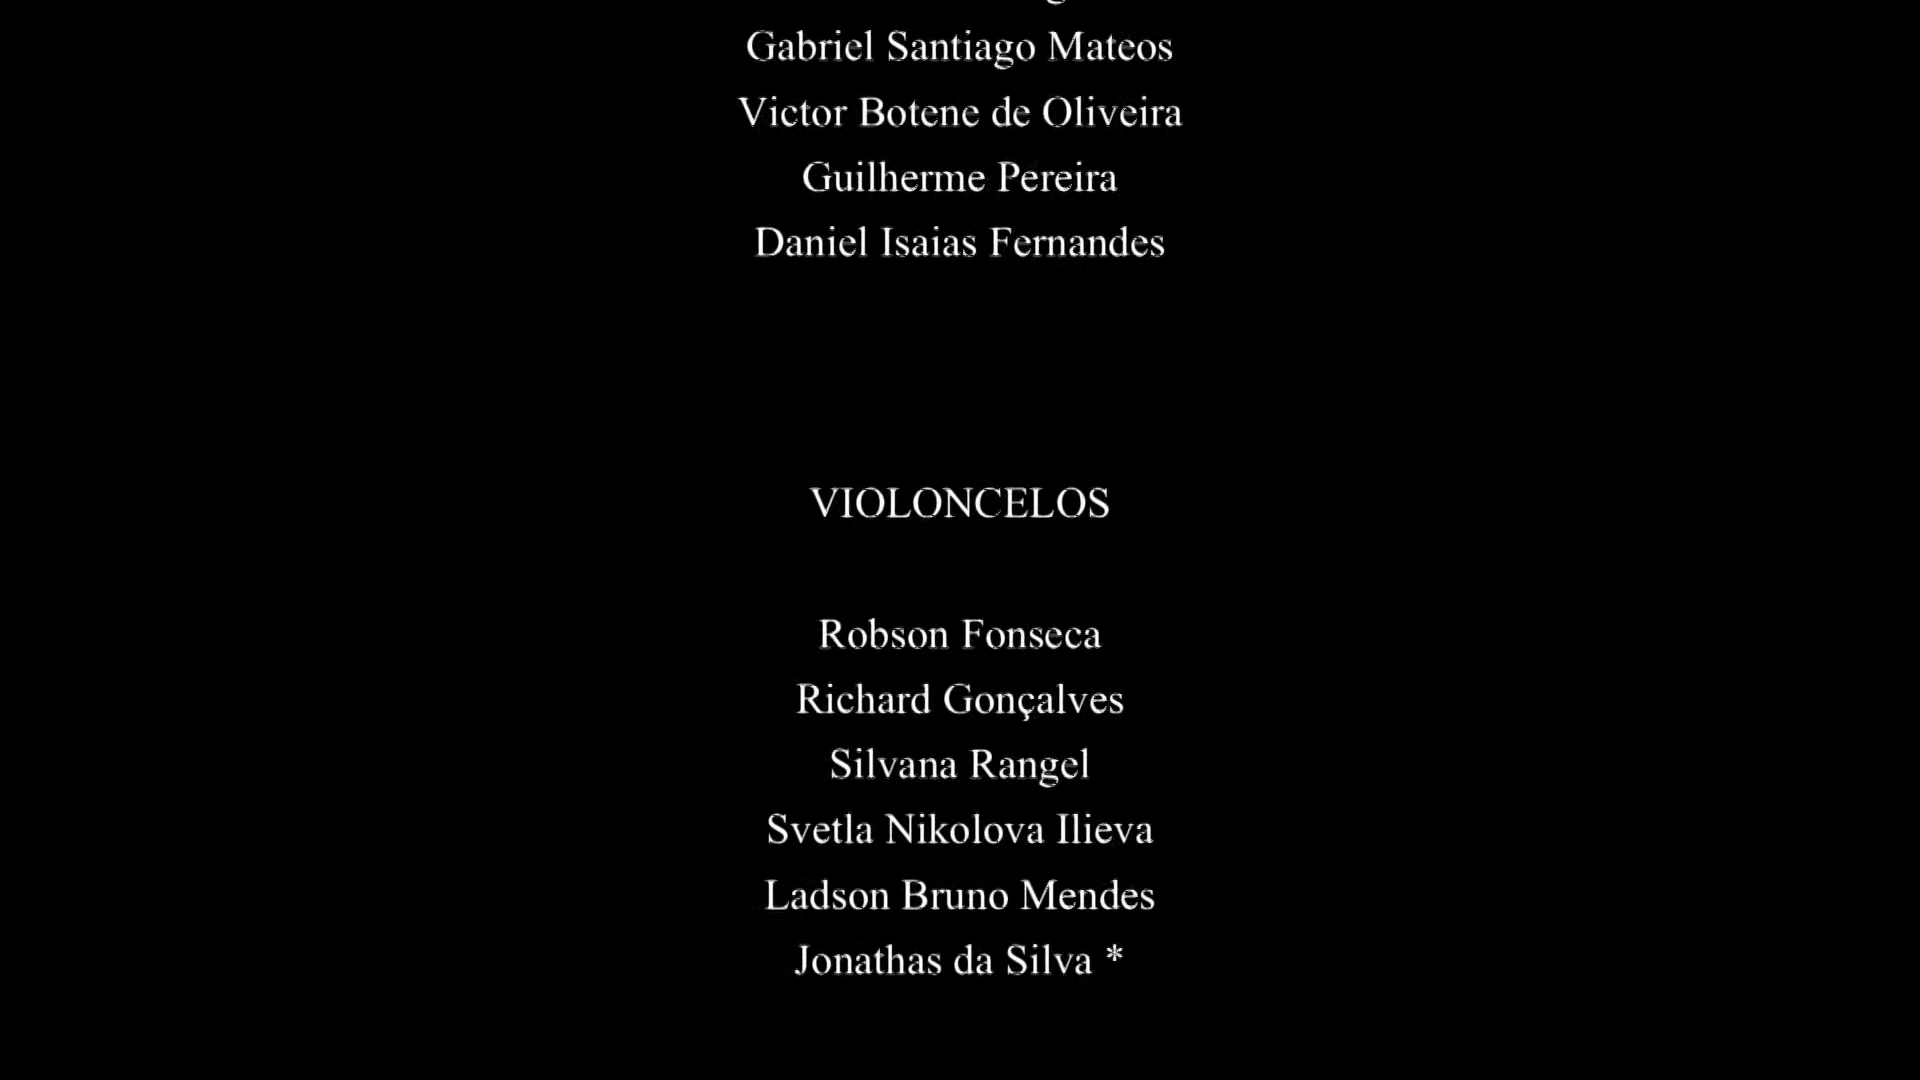 Gabriel Santiago Mateos
Victor Botene de Oliveira
Guilherme Pereira
Daniel Isaias Fernandes
VIOLONCELOS
Robson Fonseca
Richard Gonçalves
Silvana Rangel
Svetla Nikolova Ilieva
Ladson Bruno Mendes
Jonathas da Silva *